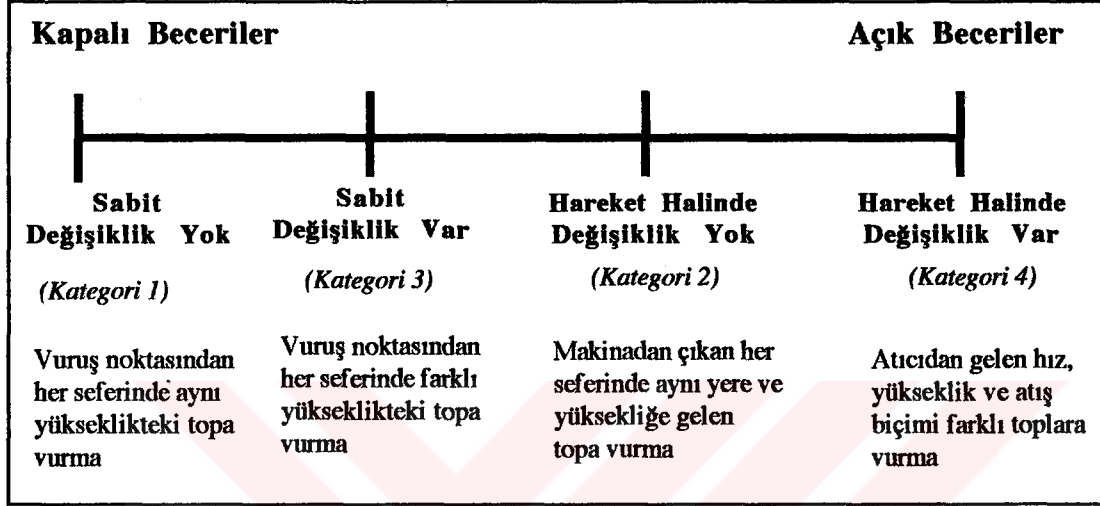 Kapalı Beceriler
Açık Beceriler
Sabit
Değişiklik Yok
(Kategori 1)
Vuruş noktasından
her seferinde aynı
yükseklikteki topa
vurma
Sabit
Değişiklik Var
(Kategori 3)
Vuruş noktasından
her seferinde farklı
yükseklikteki topa
vurma
Hareket Halinde
Değişiklik Yok
(Kategori 2)
Makinadan çıkan her
seferinde aynı yere ve
yüksekliğe gelen
topa vurma
Hareket Halinde
Değişiklik Var
(Kategori 4)
Atıcıdan gelen hız,
yükseklik ve atış
biçimi farklı toplara
vurma